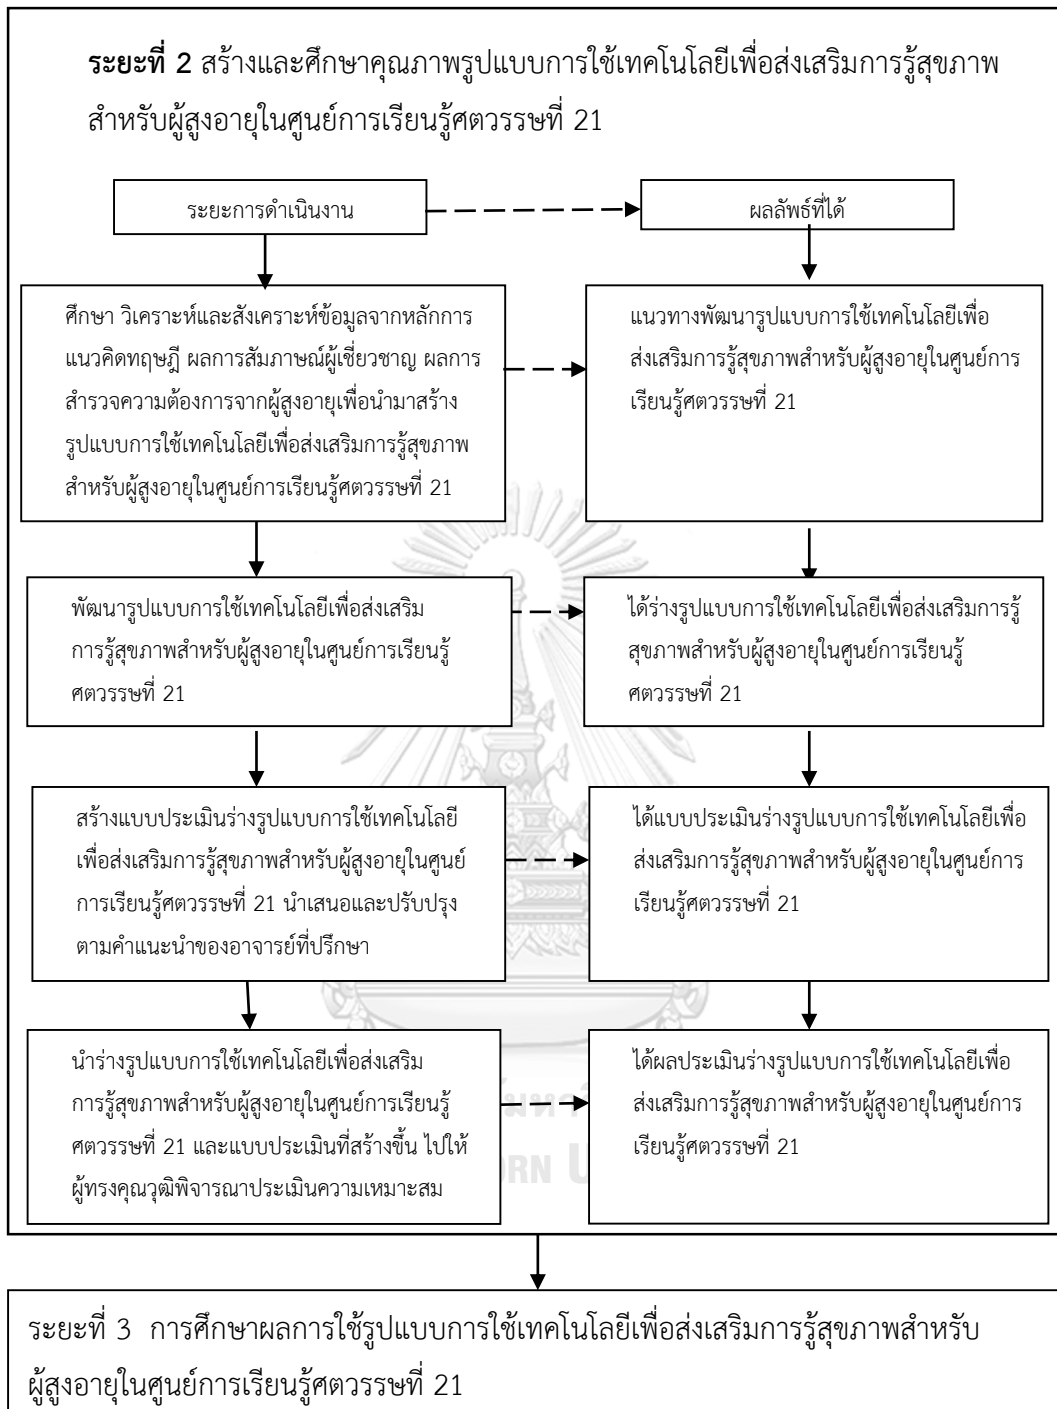 ระยะที่ 2 สร้างและศึกษาคุณภาพรูปแบบการใช้เทคโนโลยีเพื่อส่งเสริมการรู้สุขภาพ
สำหรับผู้สูงอายุในศูนย์การเรียนรู้ศตวรรษที่ 21
ระยะการดำเนินงาน
ผลลัพธ์ที่ได้
ศึกษา วิเคราะห์และสังเคราะห์ข้อมูลจากหลักการ
แนวคิดทฤษฎี ผลการสัมภาษณ์ผู้เชี่ยวชาญ ผลการ
สำรวจความต้องการจากผู้สูงอายุเพื่อนำมาสร้าง
รูปแบบการใช้เทคโนโลยีเพื่อส่งเสริมการรู้สุขภาพ
สำหรับผู้สูงอายุในศูนย์การเรียนรู้ศตวรรษที่ 21
แนวทางพัฒนารูปแบบการใช้เทคโนโลยีเพื่อ
ส่งเสริมการรู้สุขภาพสำหรับผู้สูงอายุในศูนย์การ
เรียนรู้ศตวรรษที่ 21
พัฒนารูปแบบการใช้เทคโนโลยีเพื่อส่งเสริม
การรู้สุขภาพสำหรับผู้สูงอายุในศูนย์การเรียนรู้
ศตวรรษที่ 21
ได้ร่างรูปแบบการใช้เทคโนโลยีเพื่อส่งเสริมการรู้
สุขภาพสำหรับผู้สูงอายุในศูนย์การเรียนรู้
ศตวรรษที่ 21
สร้างแบบประเมินร่างรูปแบบการใช้เทคโนโลยี
เพื่อส่งเสริมการรู้สุขภาพสำหรับผู้สูงอายุในศูนย์
การเรียนรู้ศตวรรษที่ 21 นำเสนอและปรับปรุง
ตามคำแนะนำของอาจารย์ที่ปรึกษา
ได้แบบประเมินร่างรูปแบบการใช้เทคโนโลยีเพื่อ
ส่งเสริมการรู้สุขภาพสำหรับผู้สูงอายุในศูนย์การ
เรียนรู้ศตวรรษที่ 21
นำร่างรูปแบบการใช้เทคโนโลยีเพื่อส่งเสริม
การรู้สุขภาพสำหรับผู้สูงอายุในศูนย์การเรียนรู้
ศตวรรษที่ 21 และแบบประเมินที่สร้างขึ้น ไปให้
ผู้ทรงคุณวุฒิพิจารณาประเมินความเหมาะสม
ได้ผลประเมินร่างรูปแบบการใช้เทคโนโลยีเพื่อ
ส่งเสริมการรู้สุขภาพสำหรับผู้สูงอายุในศูนย์การ
เรียนรู้ศตวรรษที่ 21
ระยะที่ 3 การศึกษาผลการใช้รูปแบบการใช้เทคโนโลยีเพื่อส่งเสริมการรู้สุขภาพสำหรับ
ผู้สูงอายุในศูนย์การเรียนรู้ศตวรรษที่ 21